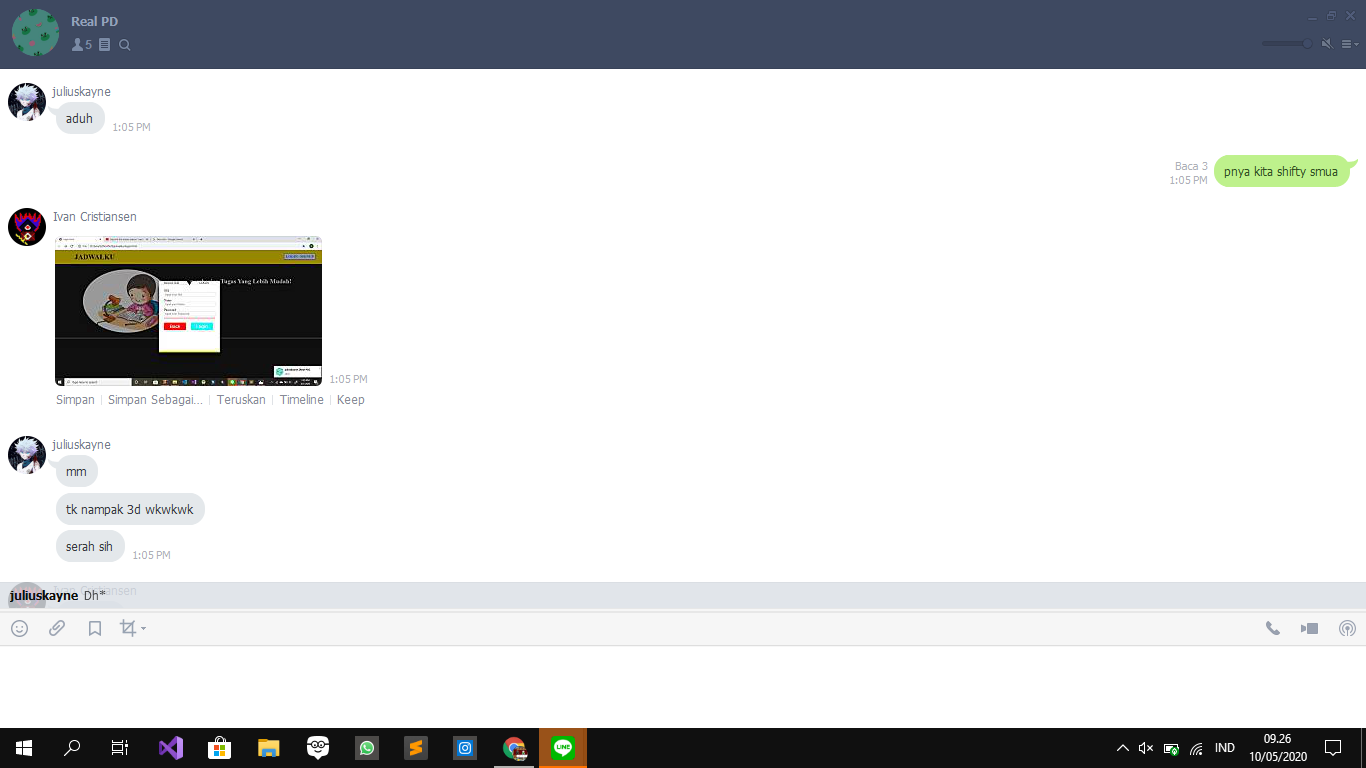 Real PD
5
juliuskayne
aduh
1:05 PM
Baca 3
1:05 PM
pnya kita shifty smua
Ivan Cristiansen
JADWALKU
Tugas Yang Lebih Mudah!
Back
Login
1:05 PM
Simpan
Simpan Sebagai...
Teruskan
Timeline
Keep
juliuskayne
mm
tk nampak 3d wkwkwk
serah sih
1:05 PM
Ivan Cristiansen
juliuskayne Dh*
LINE
IND
09.26
10/05/2020